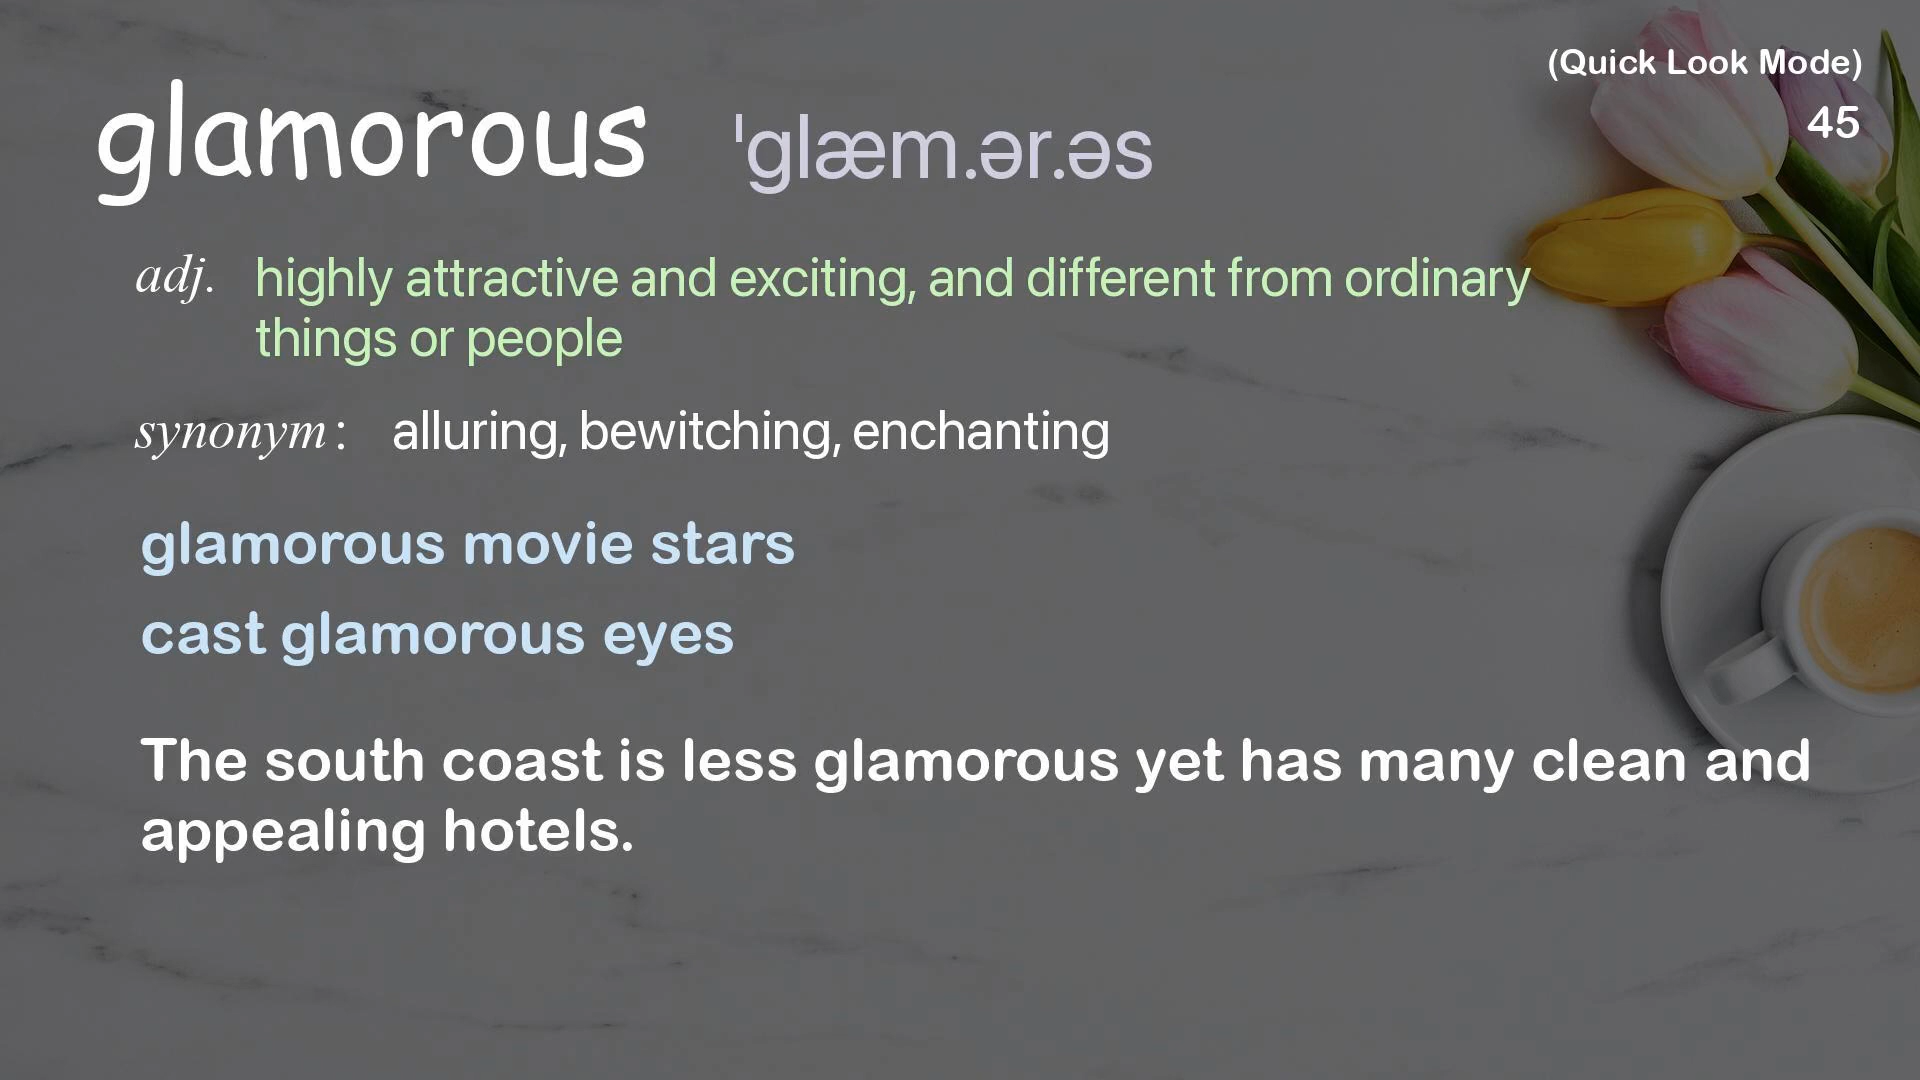 (Quick Look Mode)
45
glamorous ˈɡlæm.ər.əs
adj. highly attractive and exciting, and different from ordinary
things or people
synonym: alluring, bewitching, enchanting
glamorous movie stars
cast glamorous eyes
The south coast is less glamorous yet has many clean and
appealing hotels.